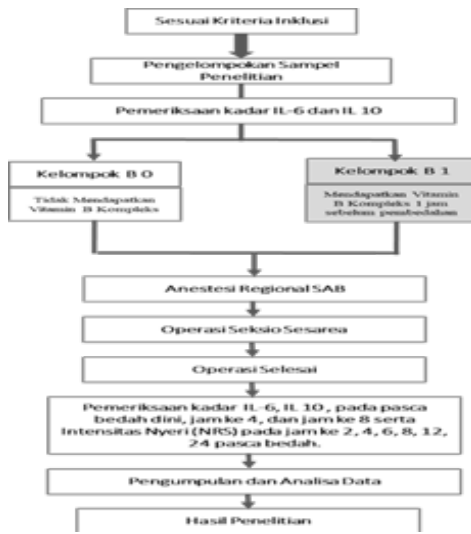 Sesuai Kriteria Inklusi
Pengelompokan Sampel
Penelitian
Pemeriksaan kadar IL-6 dan IL 10
Kelompok B 0
Tidak Mendapatkan
Vitamin B Kompleks
Kelompok B 1
Mendapatkan Vitamin
B Kompleks 1 jam
sebelum pembedahan
Anestesi Regional SAB
Operasi Seksio Sesarea
Operasi Selesai
Pemeriksaan kadar IL-6, IL 10 , pada pasca
bedah dini, jam ke 4, dan jam ke 8 serta
Intensitas Nyeri (NRS) pada jam ke 2, 4, 6, 8, 12,
24 pasca bedah.
Pengumpulan dan Analisa Data
Hasil Penelitian